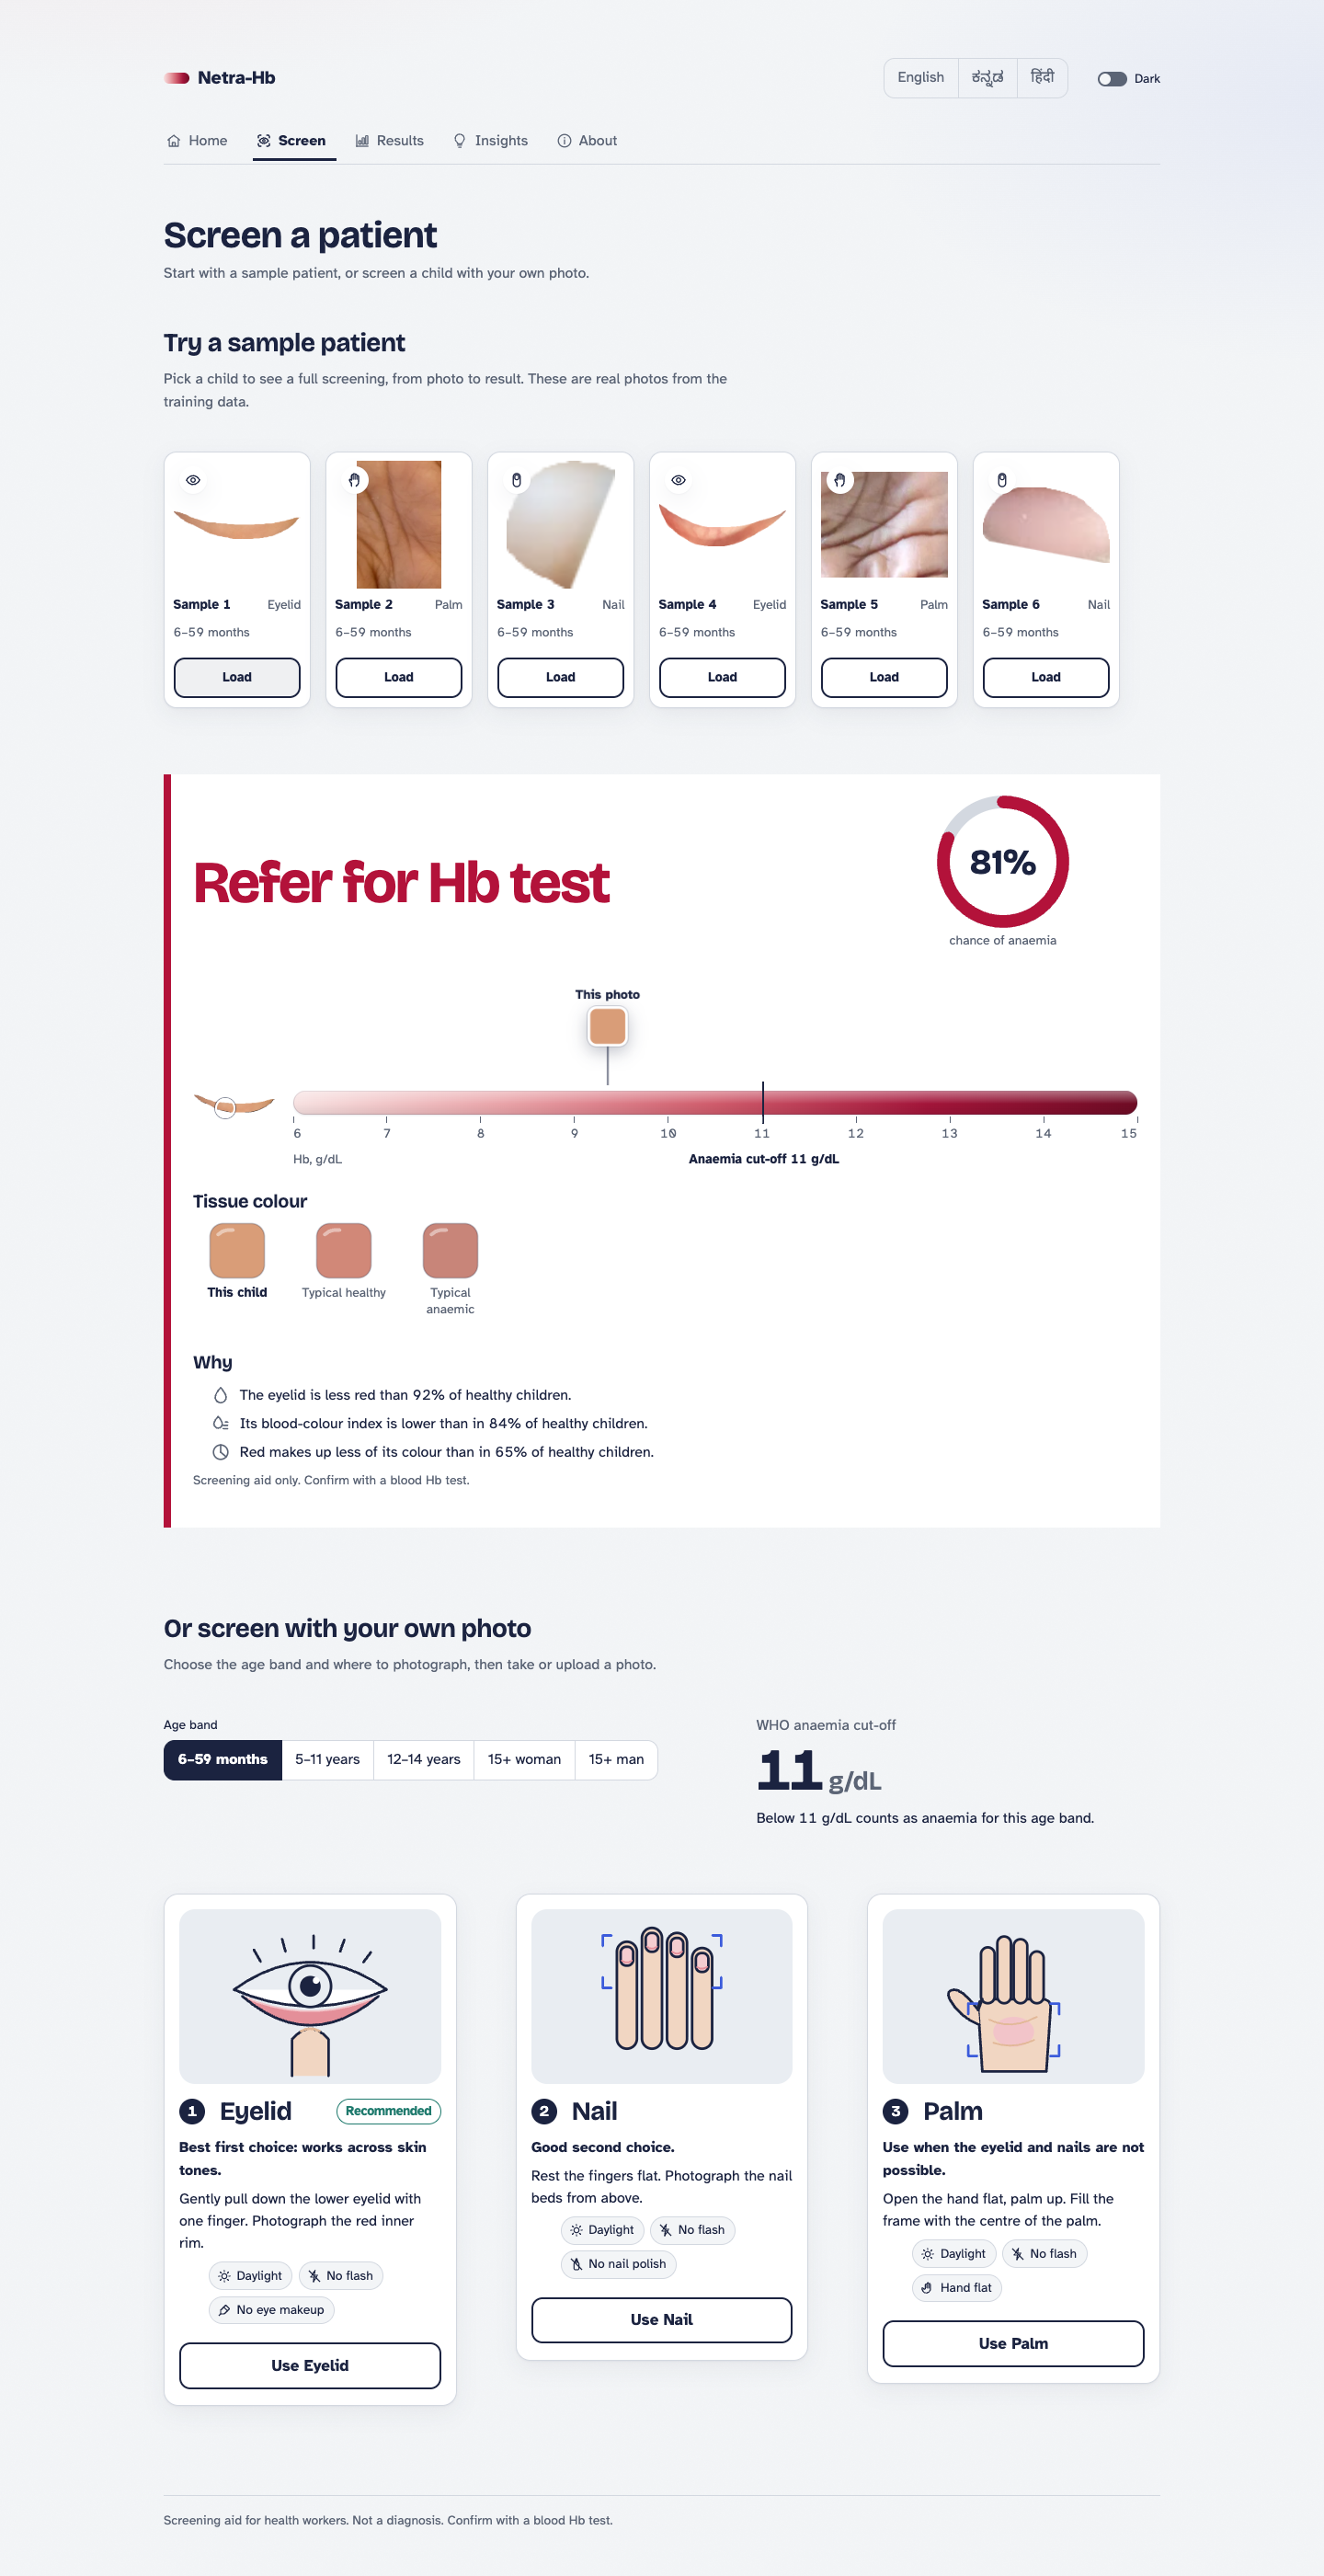 Netra-Hb
English ಕನ್ನಡ हिंदी Dark
Home Screen Results Insights About
Screen a patient
Start with a sample patient, or screen a child with your own photo.
Try a sample patient
Pick a child to see a full screening, from photo to result. These are real photos from the
training data.
Sample 1 Eyelid
6–59 months
Load
Sample 2 Palm
6–59 months
Load
Sample 3 Nail
6–59 months
Load
Sample 4 Eyelid
6–59 months
Load
Sample 5 Palm
6–59 months
Load
Sample 6 Nail
6–59 months
Load
Refer for Hb test
81%
chance of anaemia
This photo
6 7 8 9 10 11 12 13 14 15
Hb, g/dL
Anaemia cut-off 11 g/dL
Tissue colour
This child
Typical healthy
Typical
anaemic
Why
The eyelid is less red than 92% of healthy children.
Its blood-colour index is lower than in 84% of healthy children.
Red makes up less of its colour than in 65% of healthy children.
Screening aid only. Confirm with a blood Hb test.
Or screen with your own photo
Choose the age band and where to photograph, then take or upload a photo.
Age band
6–59 months 5–11 years 12–14 years 15+ woman 15+ man
WHO anaemia cut-off
11 g/dL
Below 11 g/dL counts as anaemia for this age band.
1 Eyelid Recommended
Best first choice: works across skin
tones.
Gently pull down the lower eyelid with
one finger. Photograph the red inner
rim.
Daylight No flash
No eye makeup
Use Eyelid
2 Nail
Good second choice.
Rest the fingers flat. Photograph the nail
beds from above.
Daylight No flash
No nail polish
Use Nail
3 Palm
Use when the eyelid and nails are not
possible.
Open the hand flat, palm up. Fill the
frame with the centre of the palm.
Daylight No flash
Hand flat
Use Palm
Screening aid for health workers. Not a diagnosis. Confirm with a blood Hb test.